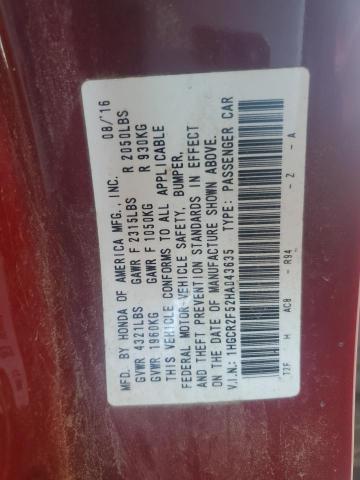 MFD. BY HONDA OF AMERICA MFG., INC. 08/'16
GVWR 4321LBS GAWR F 2315LBS R 2050LBS
GVWR 1960KG GAWR F 1050KG R 930KG
THIS VEHICLE CONFORMS TO ALL APPLICABLE
FEDERAL MOTOR-VEHICLE SAFETY, BUMPER,
AND THEFT PREVENTION STANDARDS IN EFFECT
ON THE DATE OF MANUFACTURE SHOWN ABOVE.
V.I.N.: 1HGCR2F52HA043635 TYPE: PASSENGER CAR
T2F H AC8 - R94 - Z - A